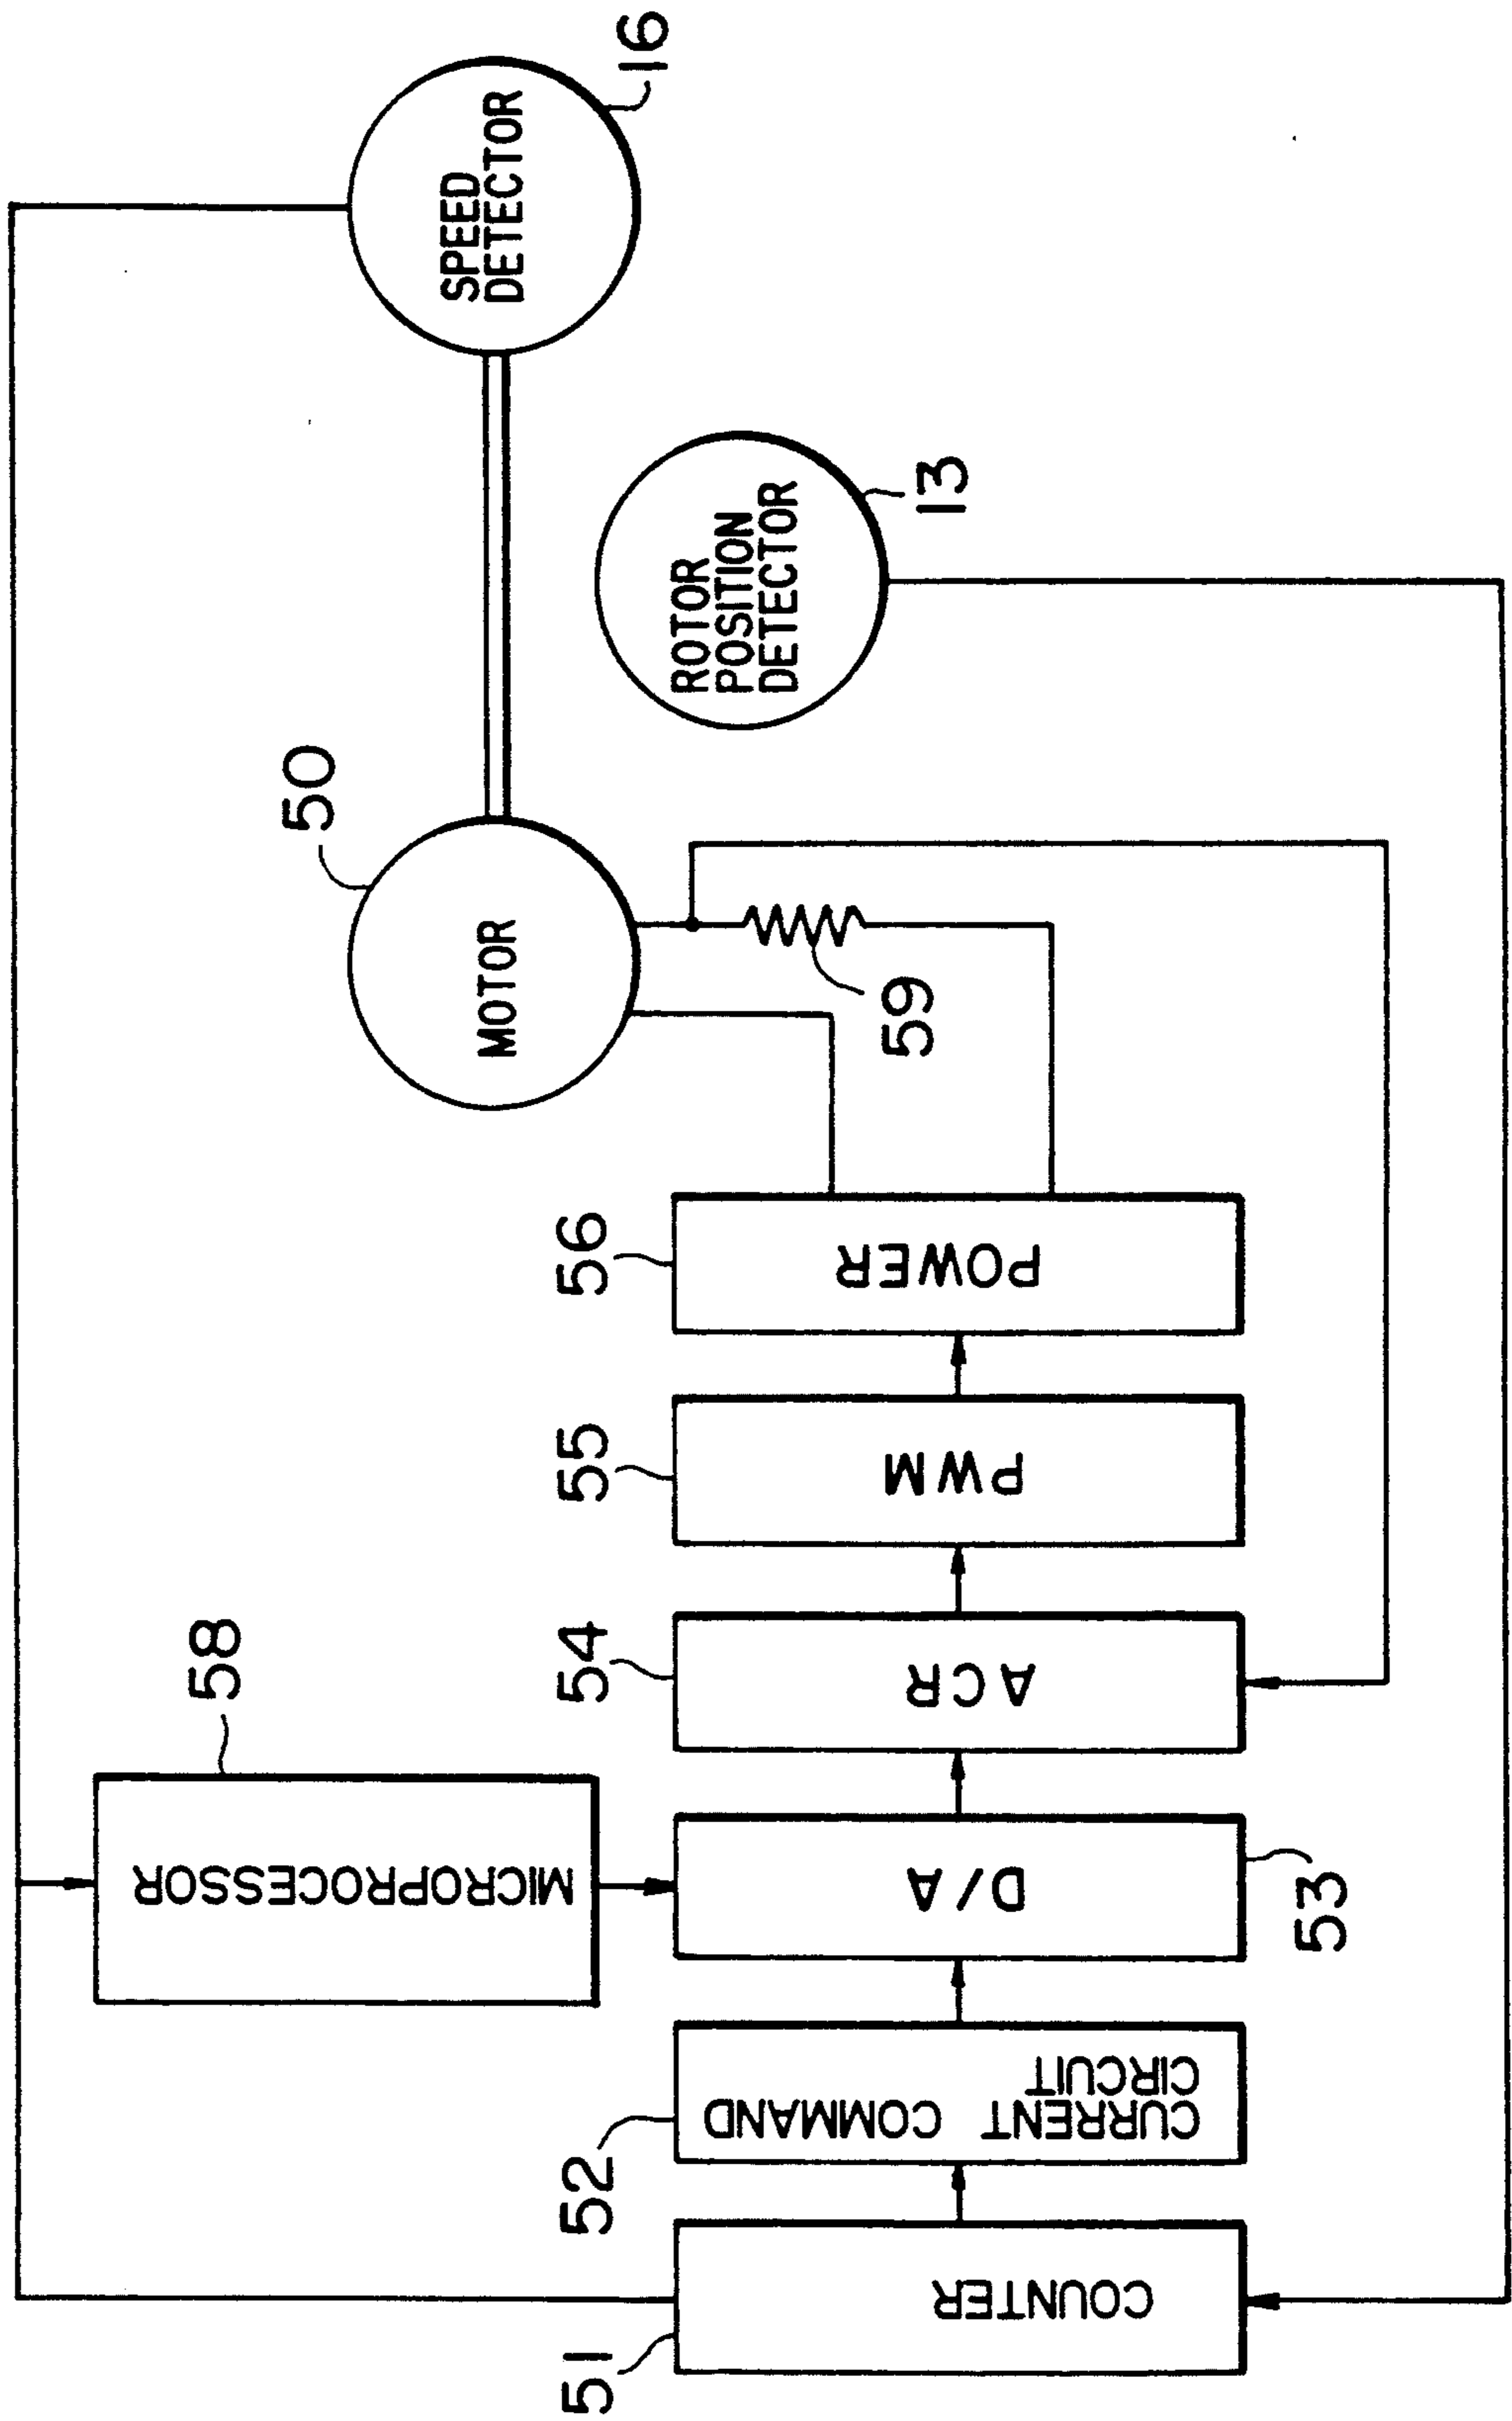 SPEED
DETECTOR
16
ROTOR
POSITION
DETECTOR
13
50
MOTOR
59
56
POWER
55
PWM
54
ACR
58
MICROPROCESSOR
D/A
53
52
CURRENT COMMAND
CIRCUIT
51
COUNTER